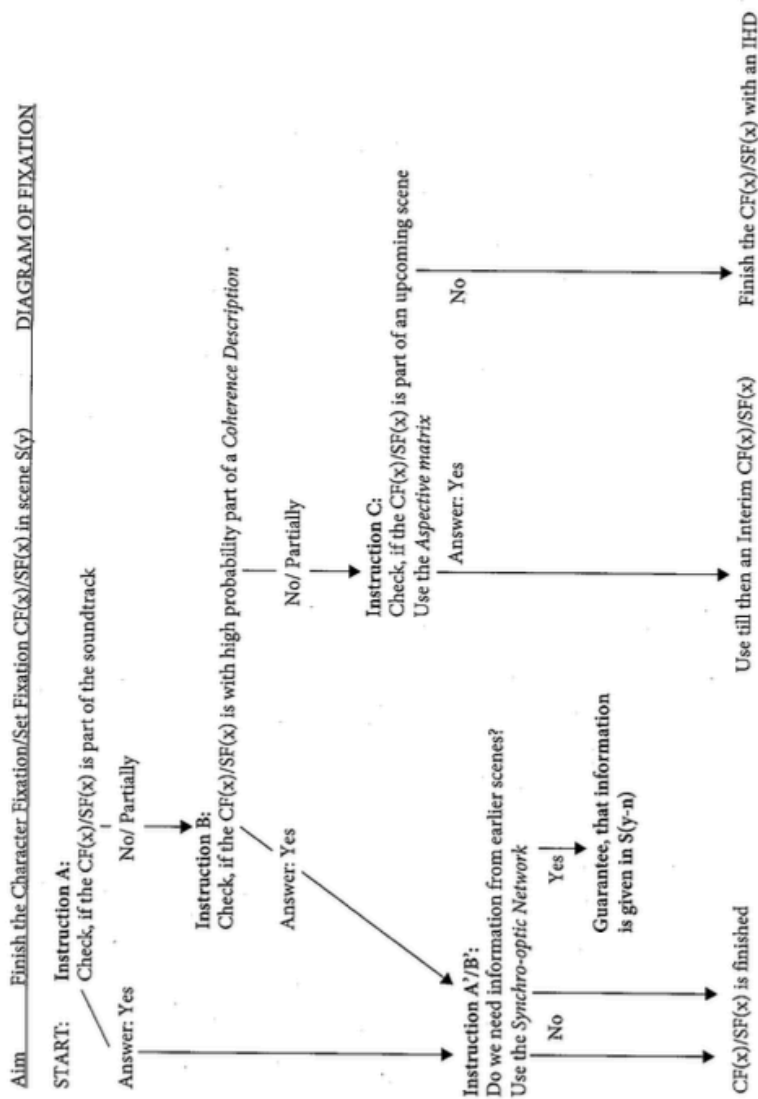 Aim Finish the Character Fixation/Set Fixation CF(x)/SF(x) in scene S(y) DIAGRAM OF FIXATION
START: Instruction A:
Check, if the CF(x)/SF(x) is part of the soundtrack
Answer: Yes
No/ Partially
Instruction B:
Check, if the CF(x)/SF(x) is with high probability part of a Coherence Description
Answer: Yes
No/ Partially
Instruction C:
Check, if the CF(x)/SF(x) is part of an upcoming scene
Use the Aspective matrix
Answer: Yes
No
Instruction A'/B':
Do we need information from earlier scenes?
Use the Synchro-optic Network
No
Yes
Guarantee, that information
is given in S(y-n)
CF(x)/SF(x) is finished
Use till then an Interim CF(x)/SF(x)
Finish the CF(x)/SF(x) with an IHD